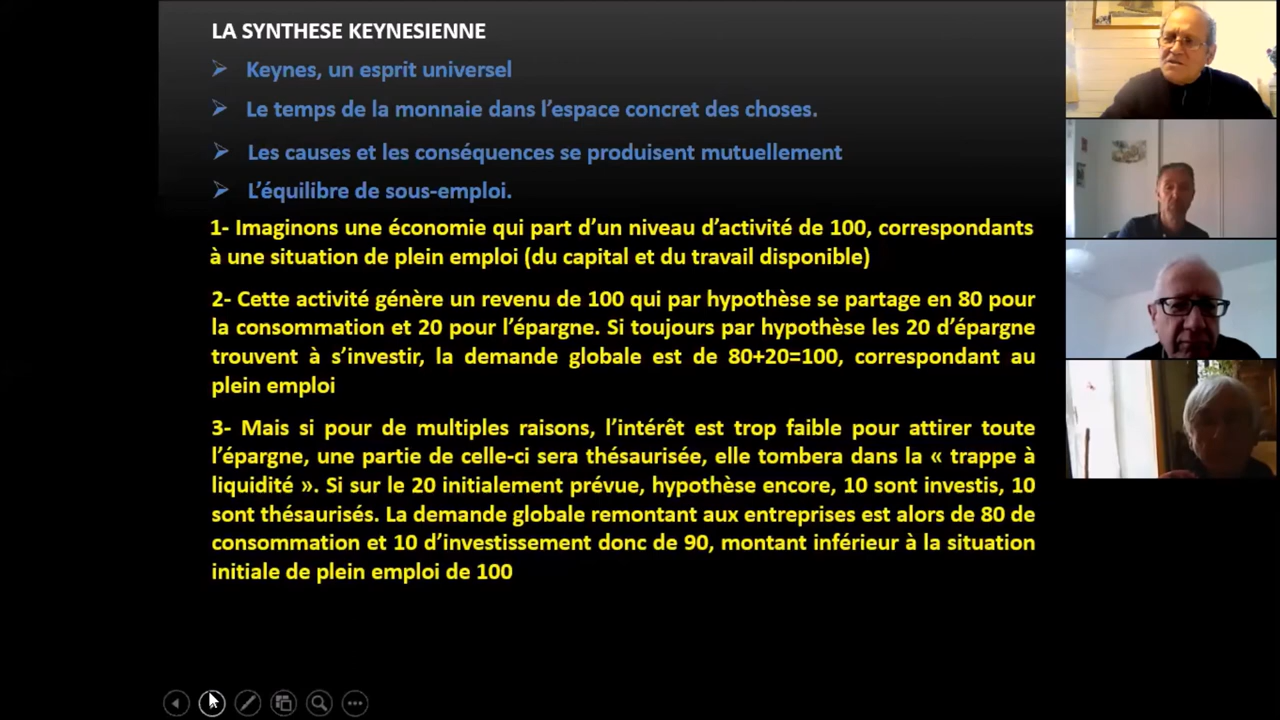 LA SYNTHESE KEYNESIENNE
Keynes, un esprit universel
Le temps de la monnaie dans l'espace concret des choses.
Les causes et les conséquences se produisent mutuellement
L'équilibre de sous-emploi.
1- Imaginons une économie qui part d'un niveau d'activité de 100, correspondants
à une situation de plein emploi (du capital et du travail disponible)
2- Cette activité génère un revenu de 100 qui par hypothèse se partage en 80 pour
la consommation et 20 pour l'épargne. Si toujours par hypothèse les 20 d'épargne
trouvent à s'investir, la demande globale est de 80+20=100, correspondant au
plein emploi
3- Mais si pour de multiples raisons, l'intérêt est trop faible pour attirer toute
l'épargne, une partie de celle-ci sera thésaurisée, elle tombera dans la « trappe à
liquidité ». Si sur le 20 initialement prévue, hypothèse encore, 10 sont investis, 10
sont thésaurisés. La demande globale remontant aux entreprises est alors de 80 de
consommation et 10 d'investissement donc de 90, montant inférieur à la situation
initiale de plein emploi de 100